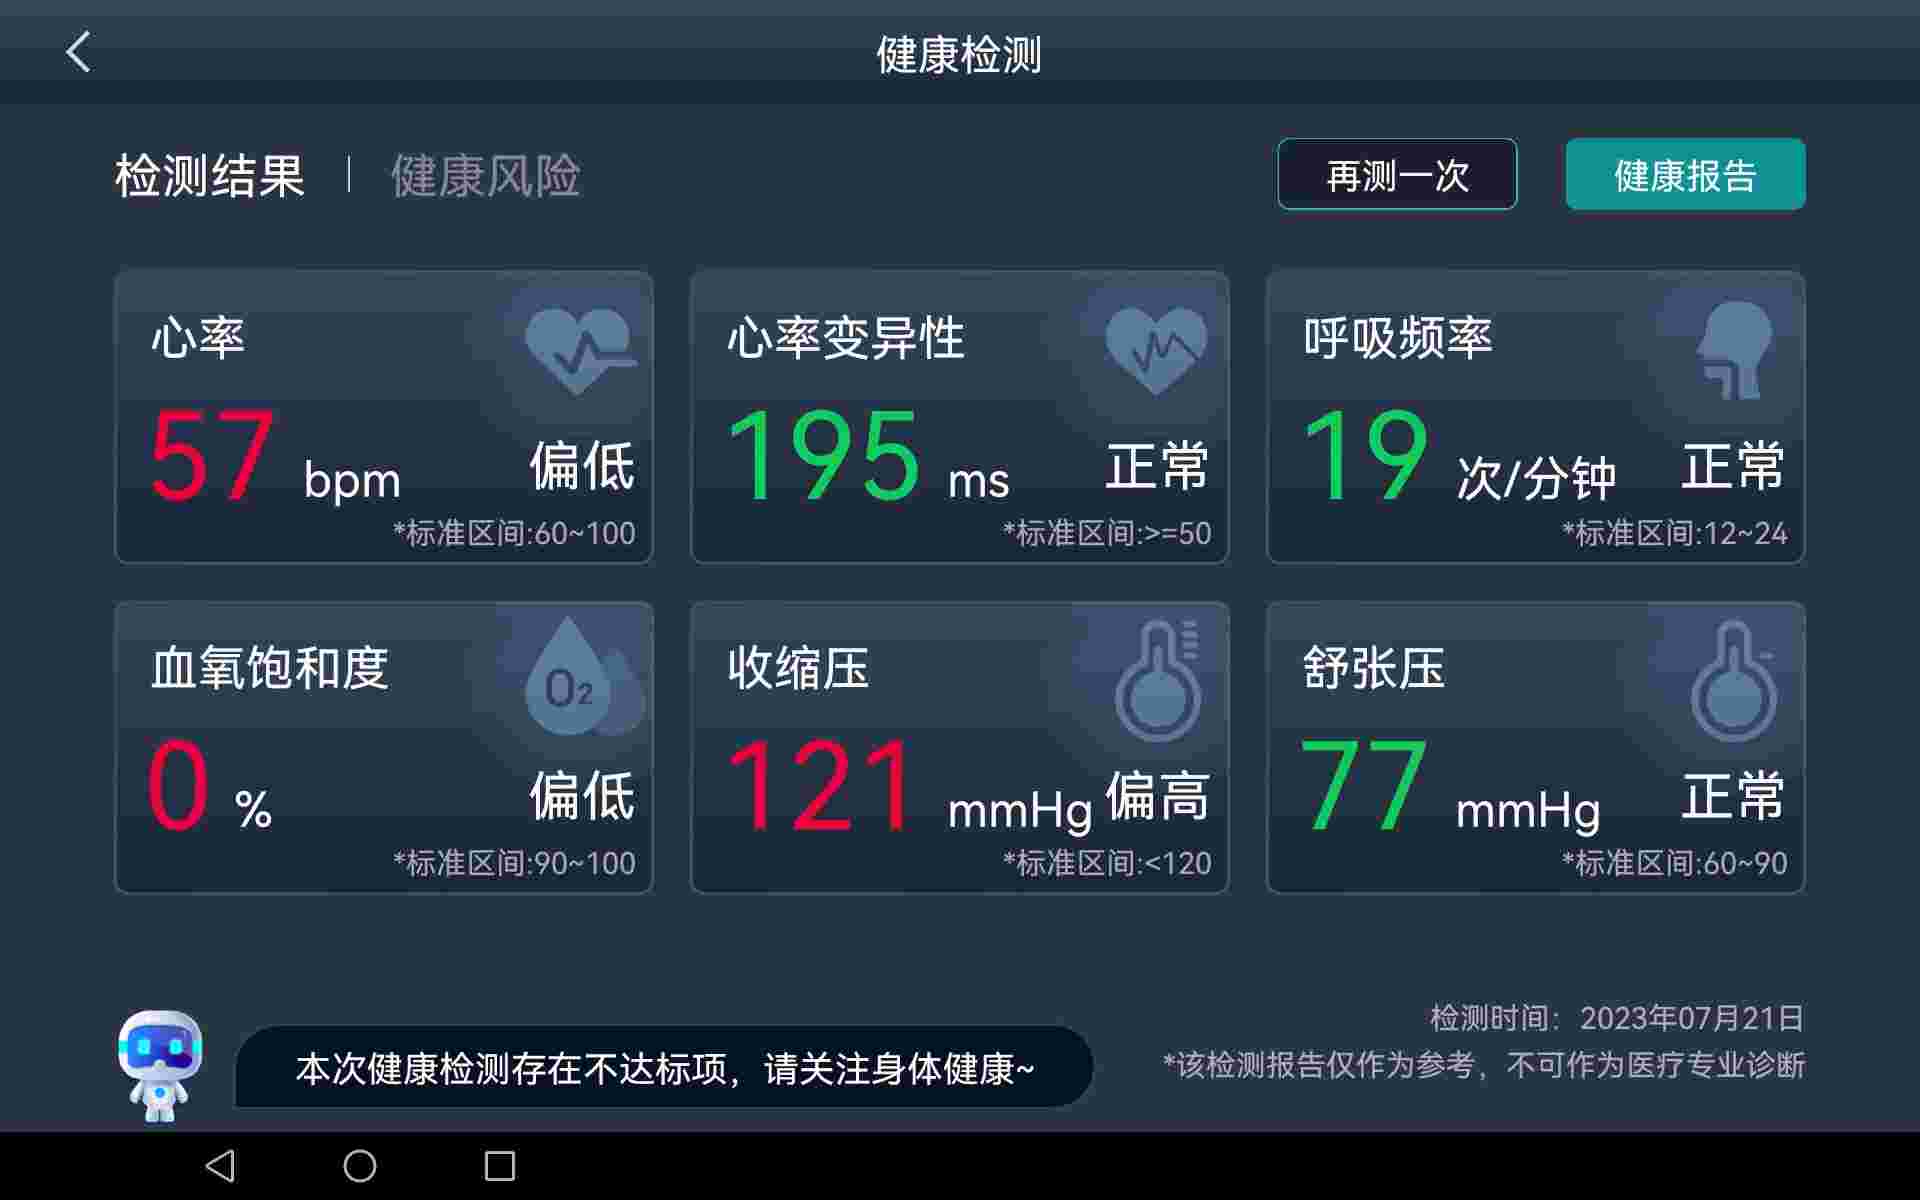 健康检测
检测结果 健康风险 再测一次 健康报告
心率
57 bpm 偏低
*标准区间:60~100
心率变异性
195 ms 正常
*标准区间:>=50
呼吸频率
19 次/分钟 正常
*标准区间:12~24
血氧饱和度
O2
0 % 偏低
*标准区间:90~100
收缩压
121 mmHg 偏高
*标准区间:<120
舒张压
77 mmHg 正常
*标准区间:60~90
本次健康检测存在不达标项，请关注身体健康~
检测时间：2023年07月21日
*该检测报告仅作为参考，不可作为医疗专业诊断